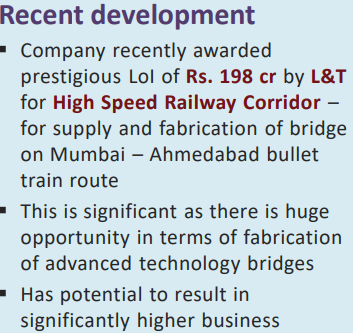 Recent development
▪ Company recently awarded
prestigious LoI of Rs. 198 cr by L&T
for High Speed Railway Corridor –
for supply and fabrication of bridge
on Mumbai – Ahmedabad bullet
train route
▪ This is significant as there is huge
opportunity in terms of fabrication
of advanced technology bridges
▪ Has potential to result in
significantly higher business